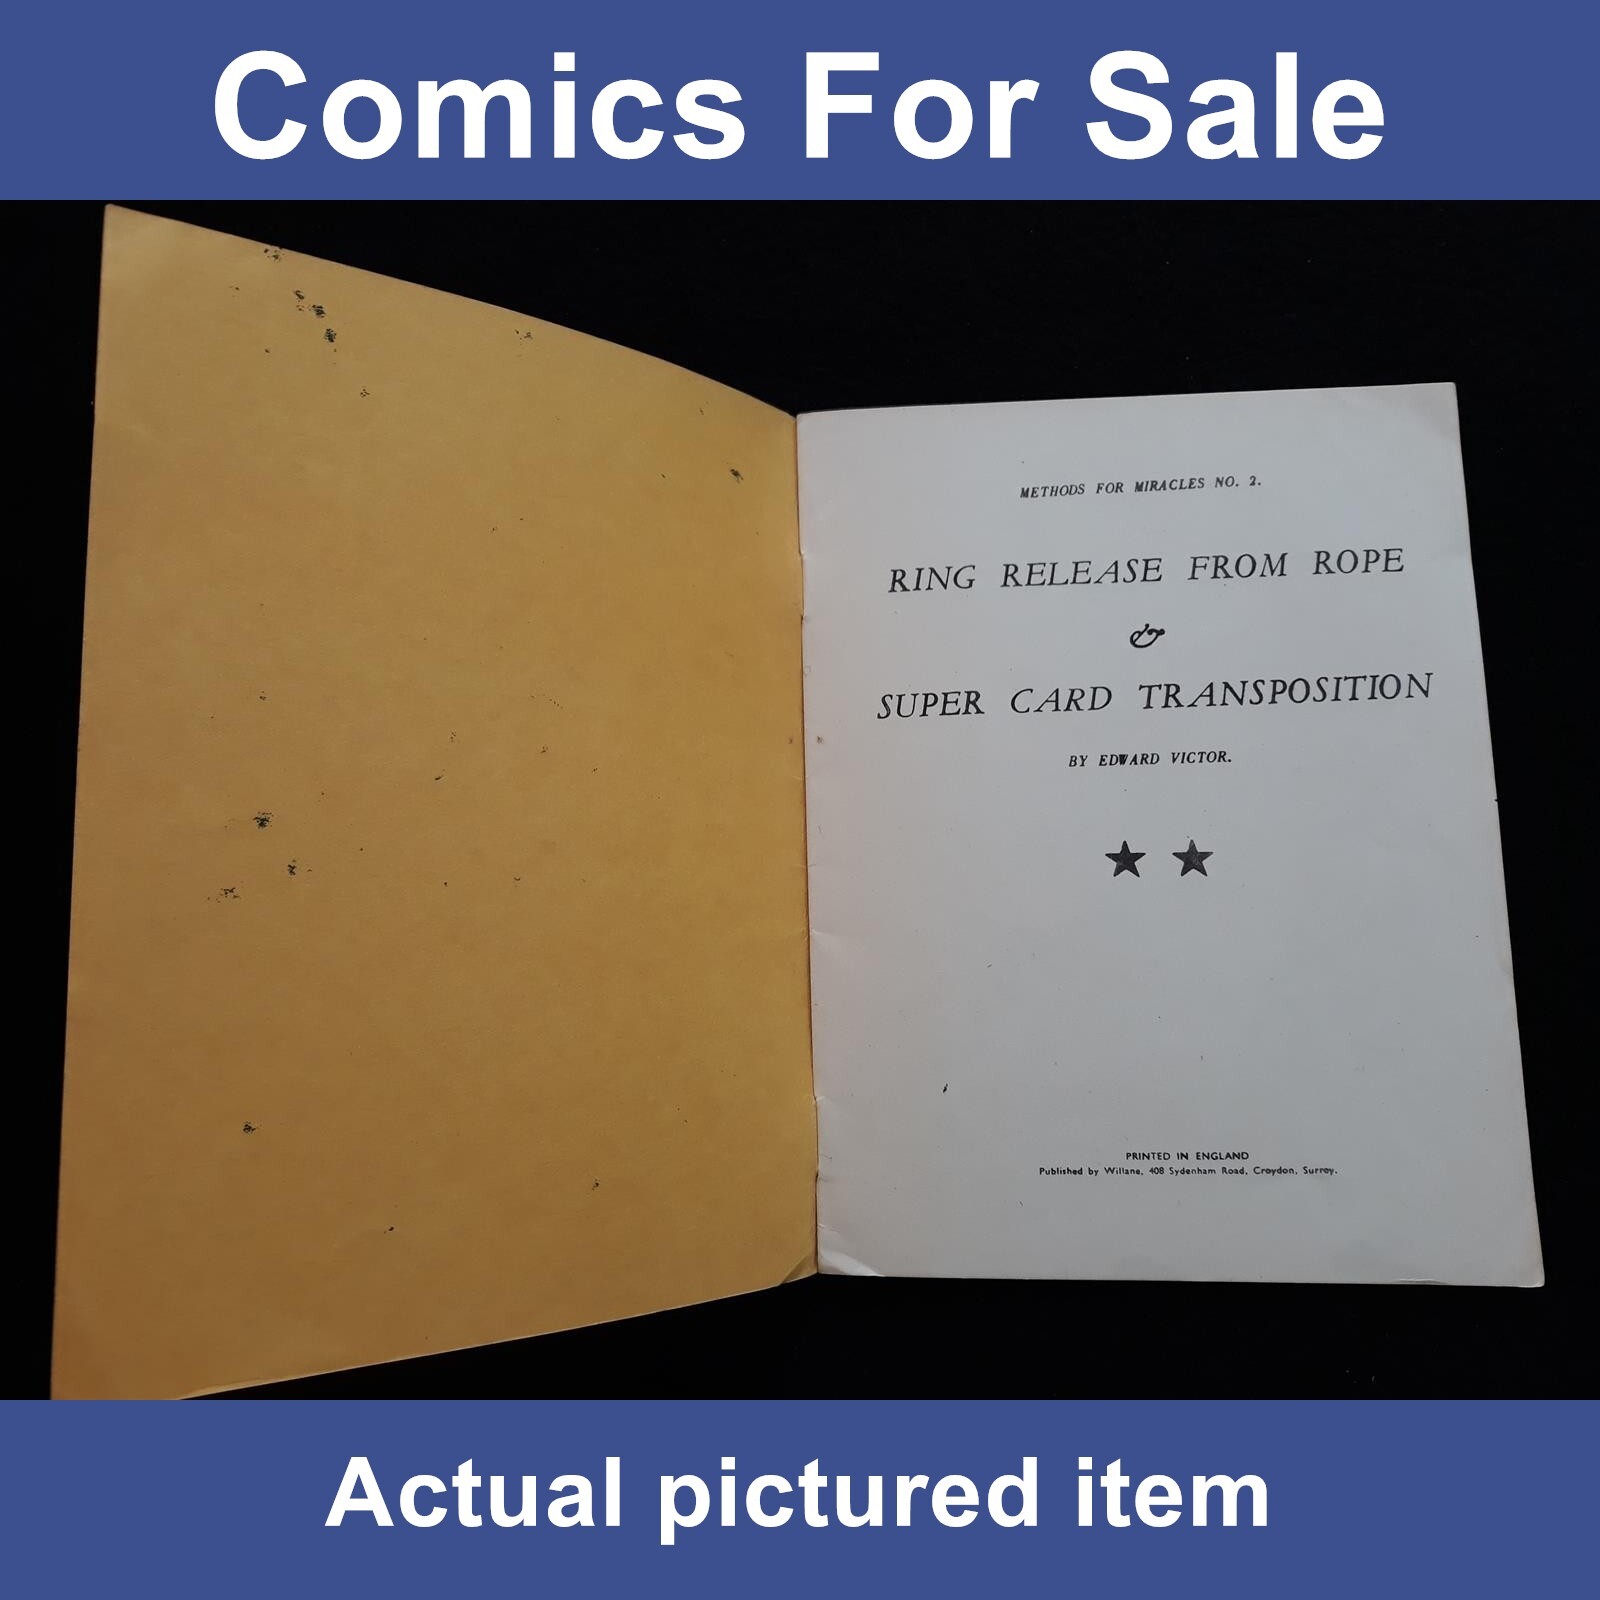 Comics For Sale
METHODS FOR MIRACLES NO. 2.
RING RELEASE FROM ROPE
&
SUPER CARD TRANSPOSITION
BY EDWARD VICTOR.
PRINTED IN ENGLAND
Published by Willane, 408 Sydenham Road, Croydon, Surrey.
Actual pictured item